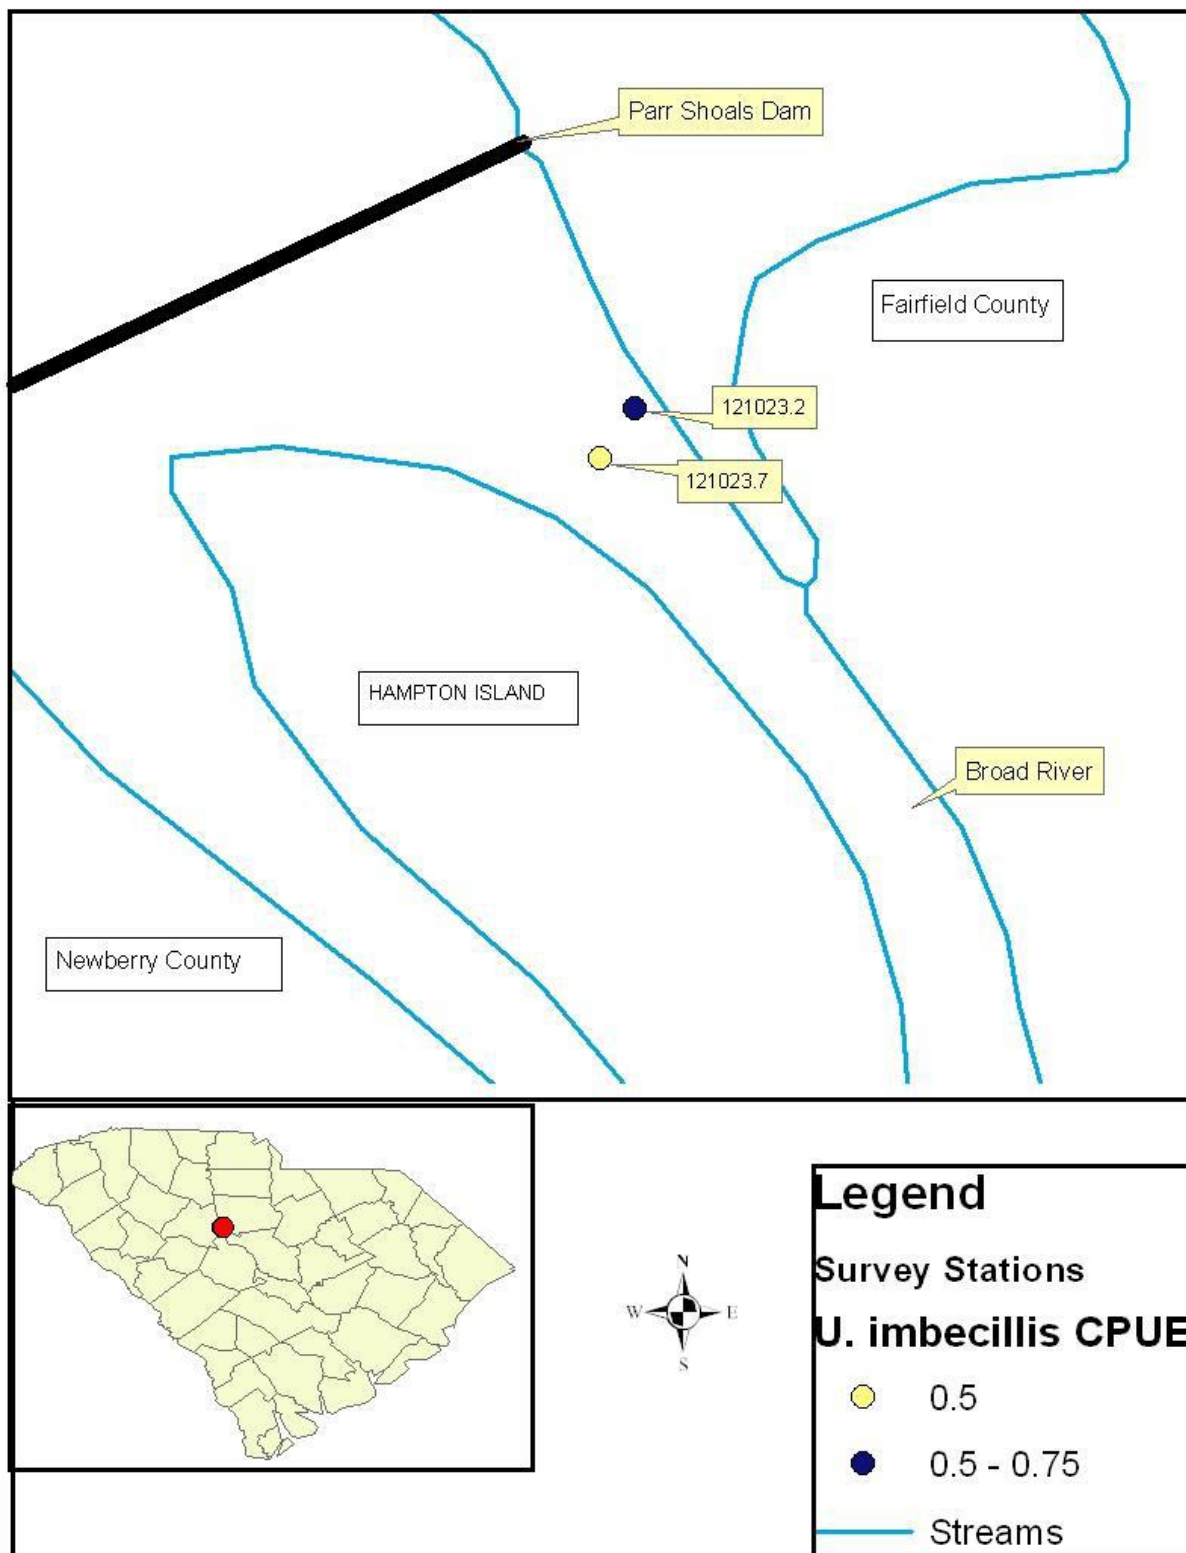 Parr Shoals Dam
Fairfield County
121023.2
121023.7
HAMPTON ISLAND
Broad River
Newberry County
N
W E
S
Legend
Survey Stations
U. imbecillis CPUE
0.5
0.5 - 0.75
Streams